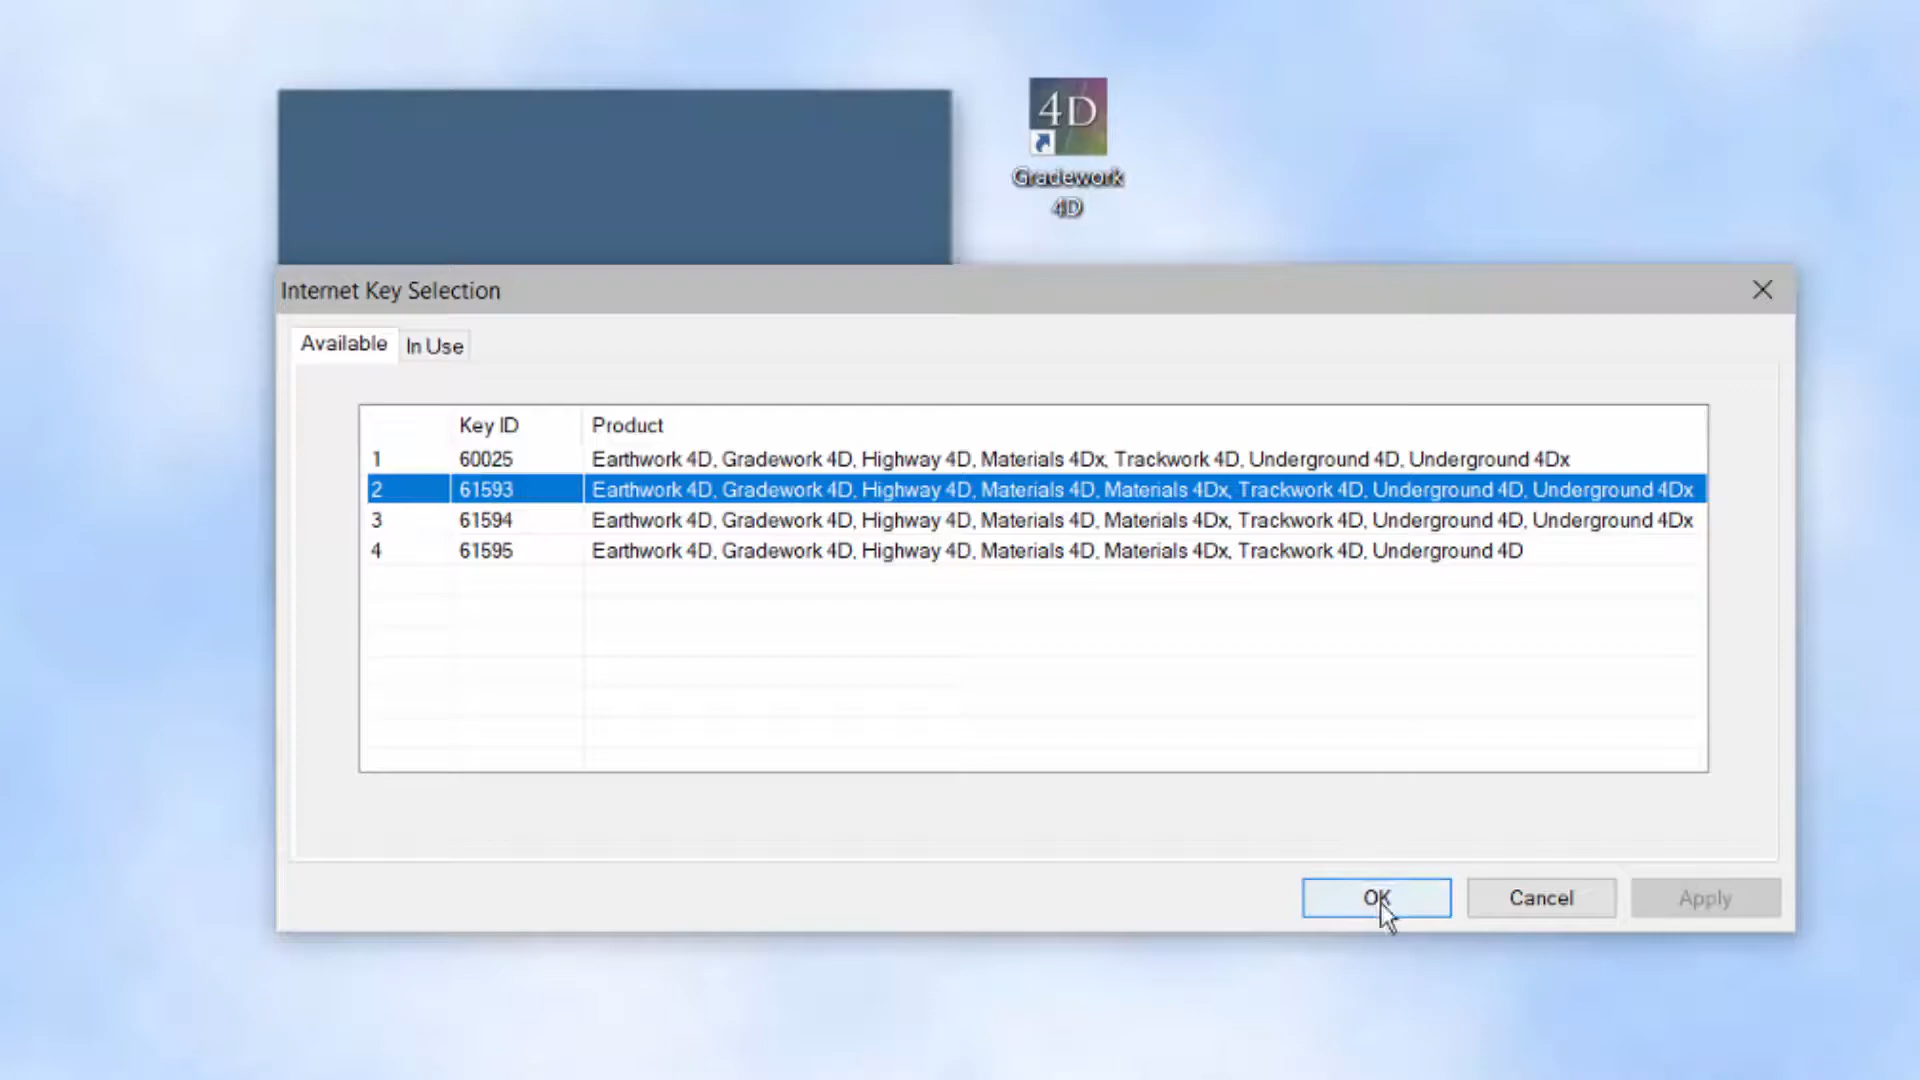 4D
Gradework
4D
Internet Key Selection
Available In Use
Key ID Product
1 60025 Earthwork 4D, Gradework 4D, Highway 4D, Materials 4Dx, Trackwork 4D, Underground 4D, Underground 4Dx
2 61593 Earthwork 4D, Gradework 4D, Highway 4D, Materials 4D, Materials 4Dx, Trackwork 4D, Underground 4D, Underground 4Dx
3 61594 Earthwork 4D, Gradework 4D, Highway 4D, Materials 4D, Materials 4Dx, Trackwork 4D, Underground 4D, Underground 4Dx
4 61595 Earthwork 4D, Gradework 4D, Highway 4D, Materials 4D, Materials 4Dx, Trackwork 4D, Underground 4D
OK Cancel Apply